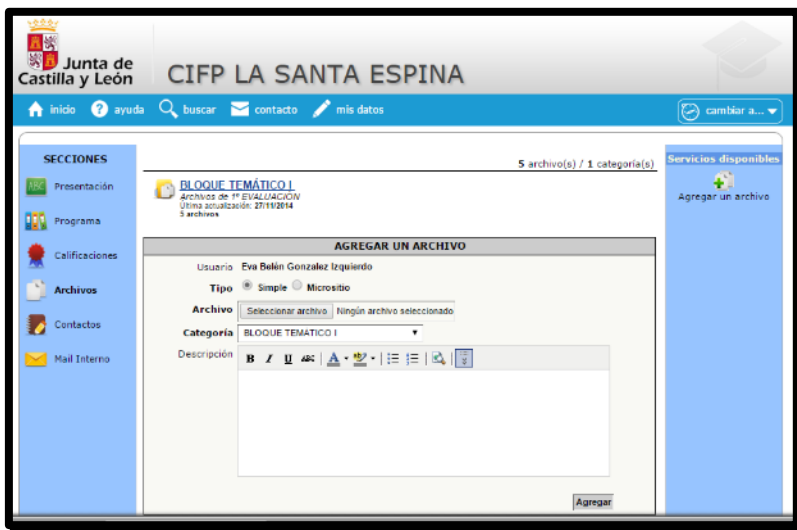 Junta de
Castilla y León
CIFP LA SANTA ESPINA
inicio ayuda buscar contacto mis datos cambiar a...
SECCIONES
Presentación
Programa
Calificaciones
Archivos
Contactos
Mail Interno
5 archivo(s) / 1 categoría(s)
BLOQUE TEMÁTICO I
Archivos de 1ª EVALUACION
Última actualización: 27/11/2014
5 archivos
AGREGAR UN ARCHIVO
Usuario Eva Belén Gonzalez Izquierdo
Tipo Simple Micrositio
Archivo Seleccionar archivo Ningún archivo seleccionado
Categoría BLOQUE TEMATICO I
Descripción B I U ABC A
Agregar
Servicios disponibles
Agregar un archivo